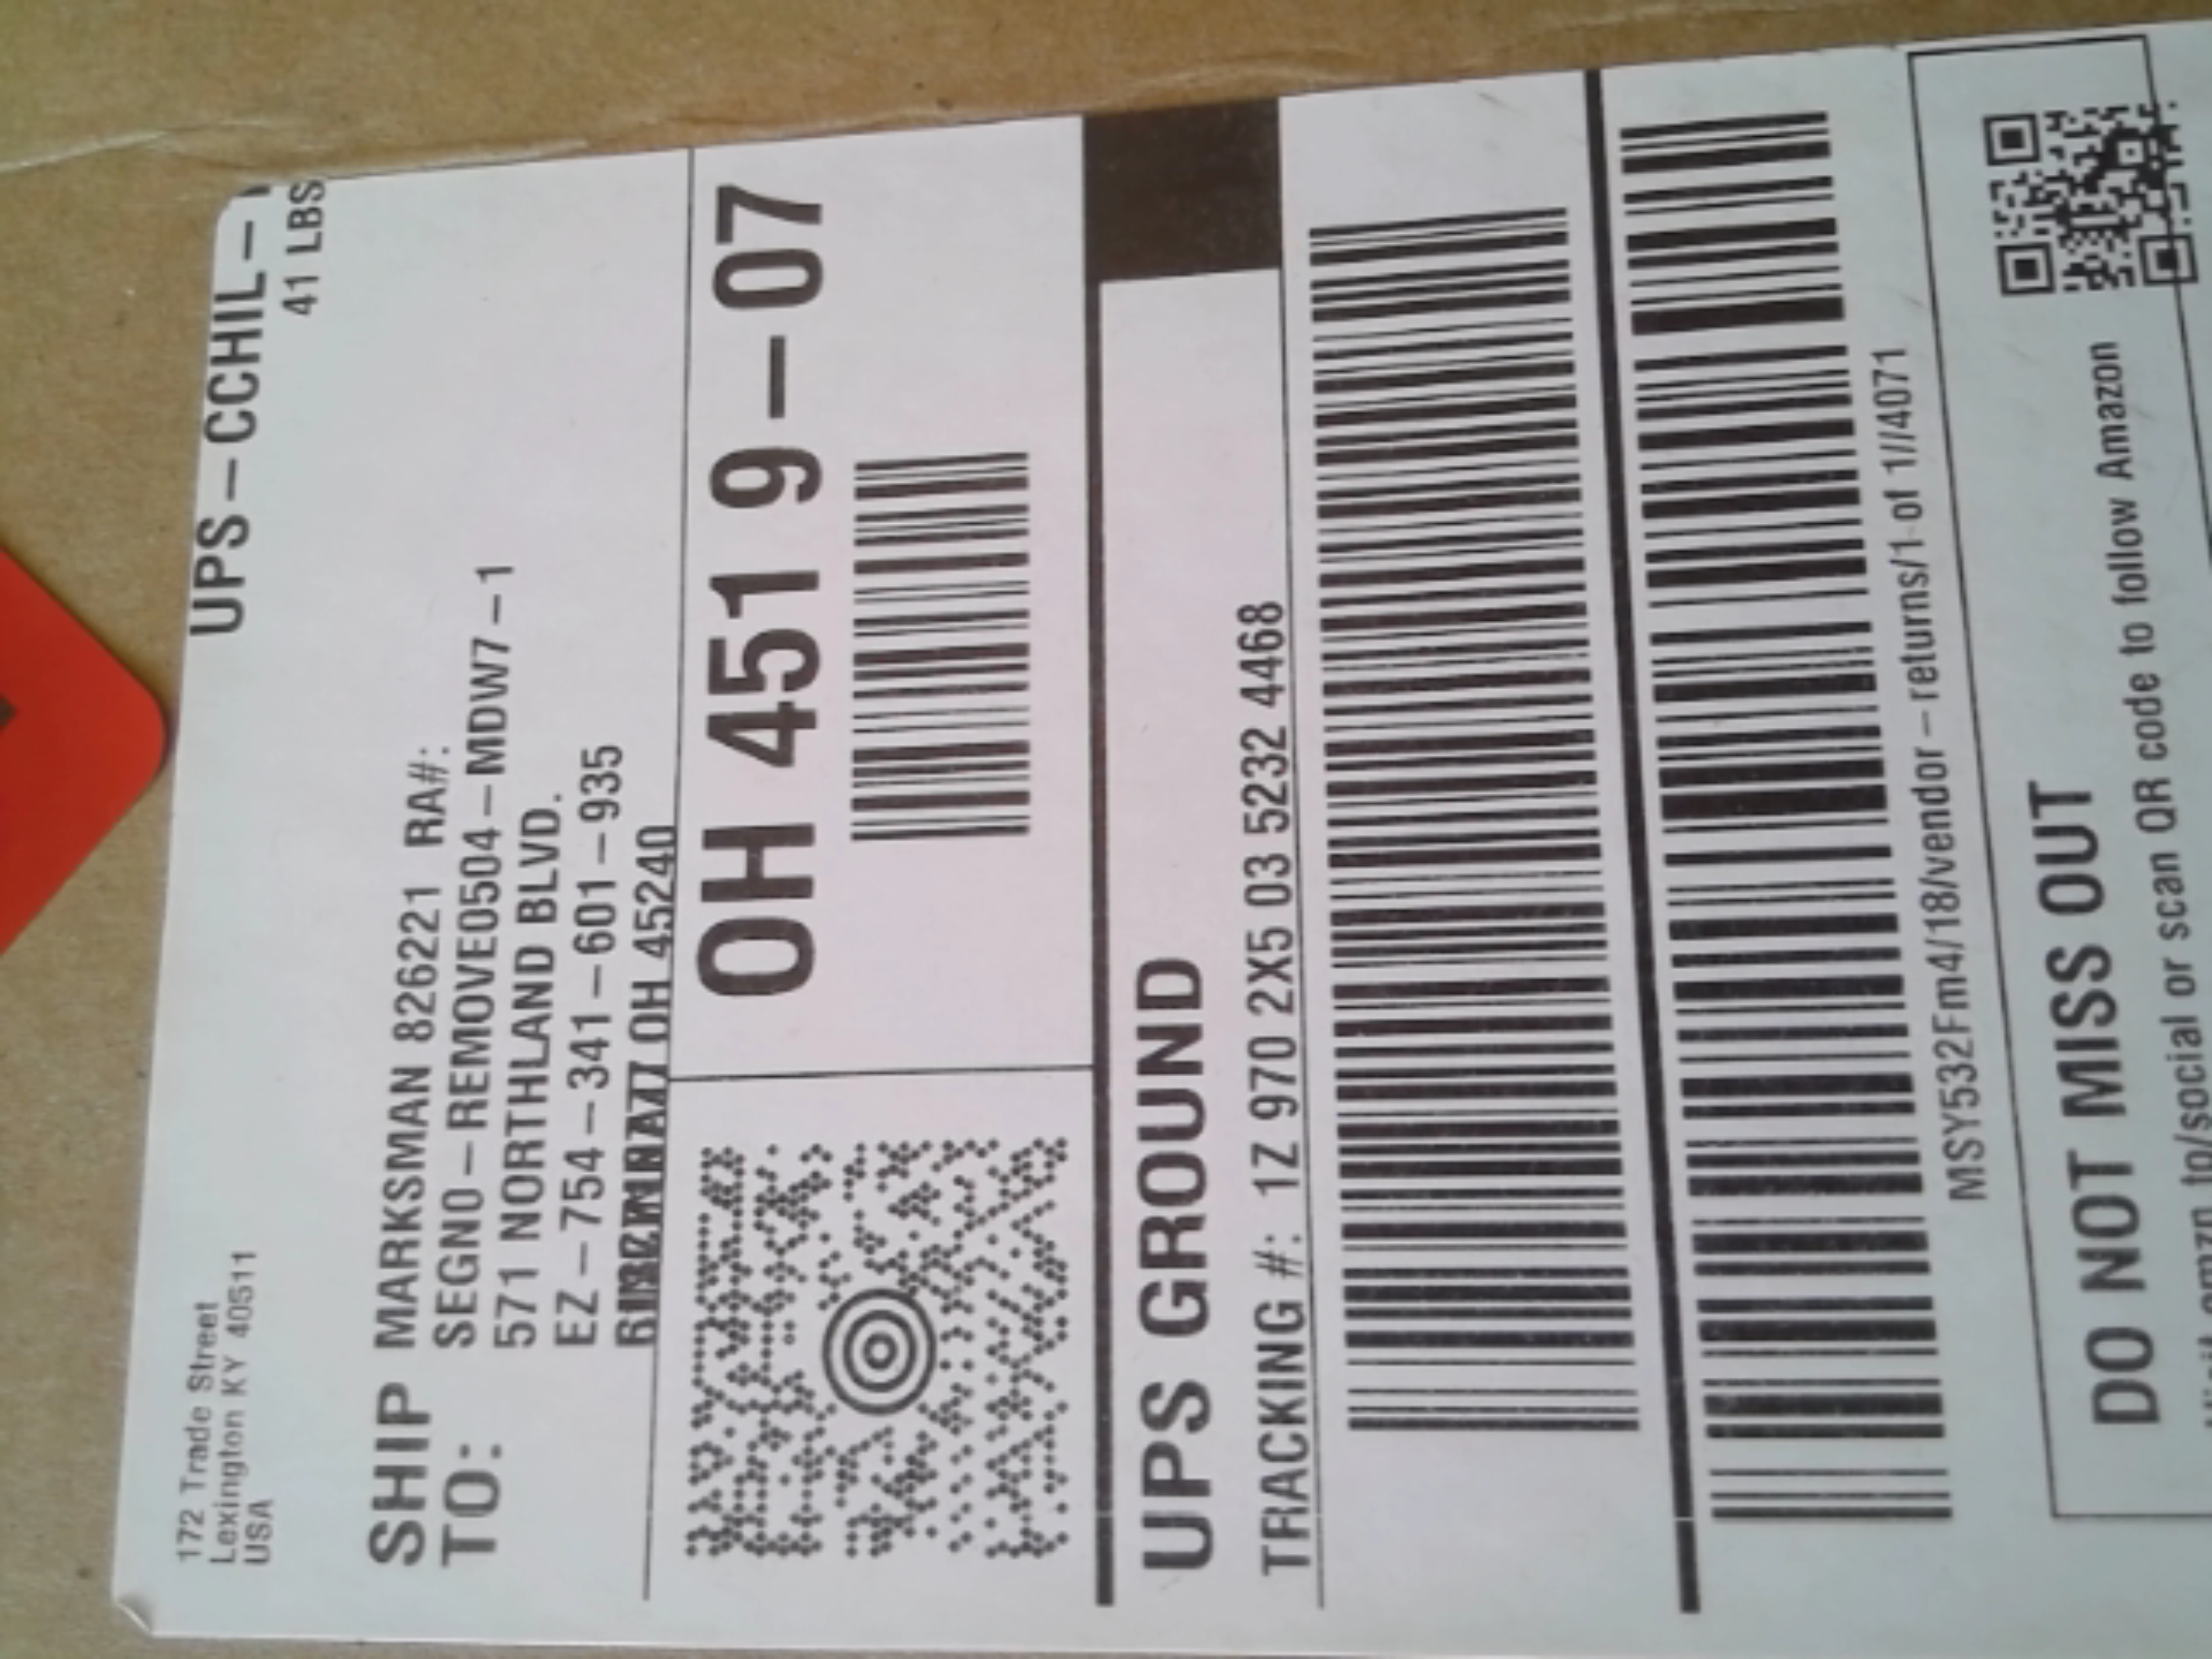 172 Trade Street
Lexington KY 40511
USA
UPS-CCHIL-
41 LBS
SHIP TO:
MARKSMAN 826221 RA#:
SEGNO-REMOVE0504-MDW7-1
571 NORTHLAND BLVD.
EZ-754-341-601-935
OH 45240
OH 451 9-07
UPS GROUND
TRACKING #: 1Z 970 2X5 03 5232 4468
MSY532Fm4/18/vendor-returns/1 of 1//4071
DO NOT MISS OUT
to/social or scan QR code to follow Amazon